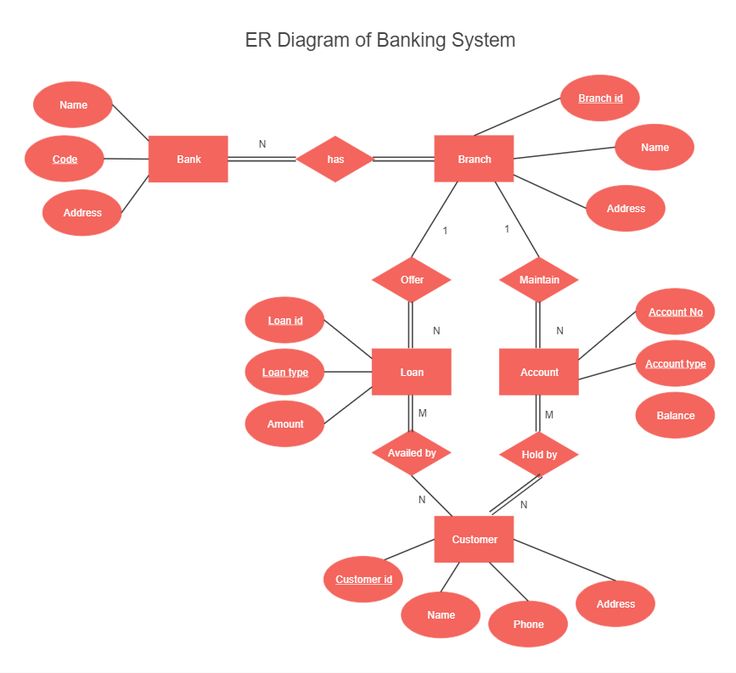 ER Diagram of Banking System
Name
Code
Address
Bank
N
has
Branch
Branch id
Name
Address
1
1
Offer
Maintain
N
N
Loan id
Loan type
Amount
Loan
Account
Account No
Account type
Balance
M
M
Availed by
Hold by
N
N
Customer
Customer id
Name
Phone
Address